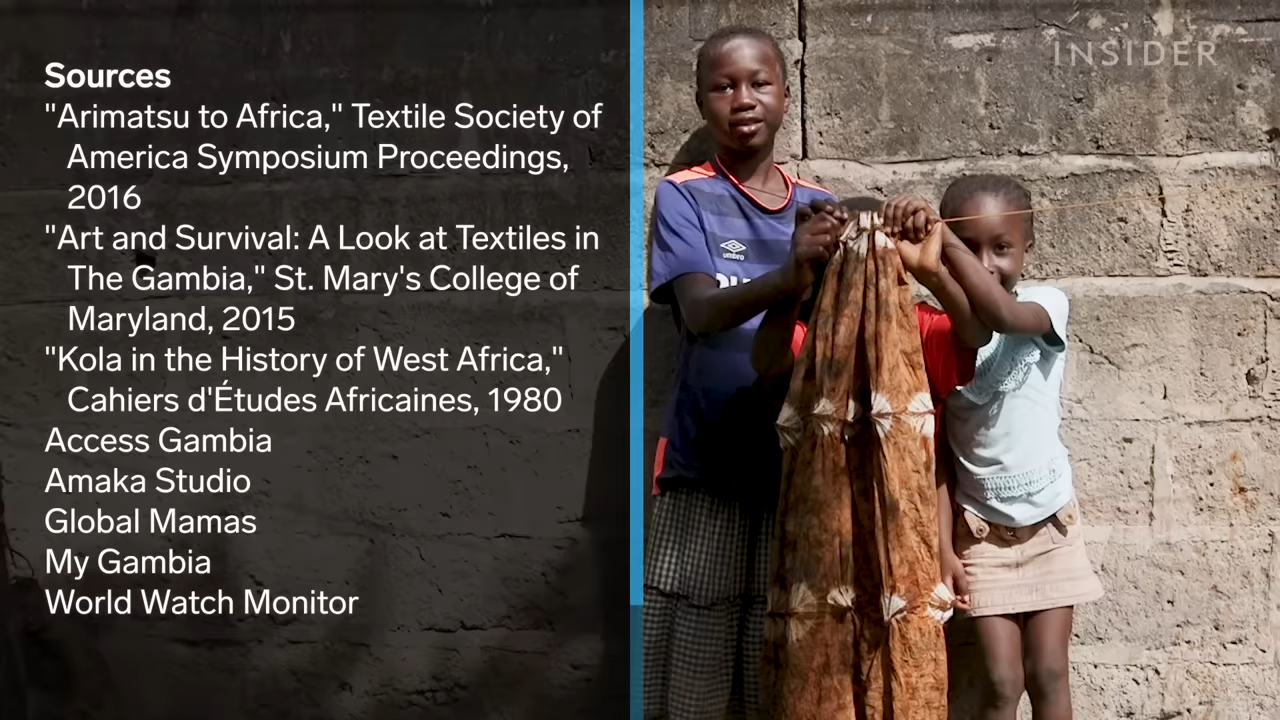 Sources
"Arimatsu to Africa," Textile Society of
America Symposium Proceedings,
2016
"Art and Survival: A Look at Textiles in
The Gambia," St. Mary's College of
Maryland, 2015
"Kola in the History of West Africa,"
Cahiers d'Études Africaines, 1980
Access Gambia
Amaka Studio
Global Mamas
My Gambia
World Watch Monitor
INSIDER
umbro